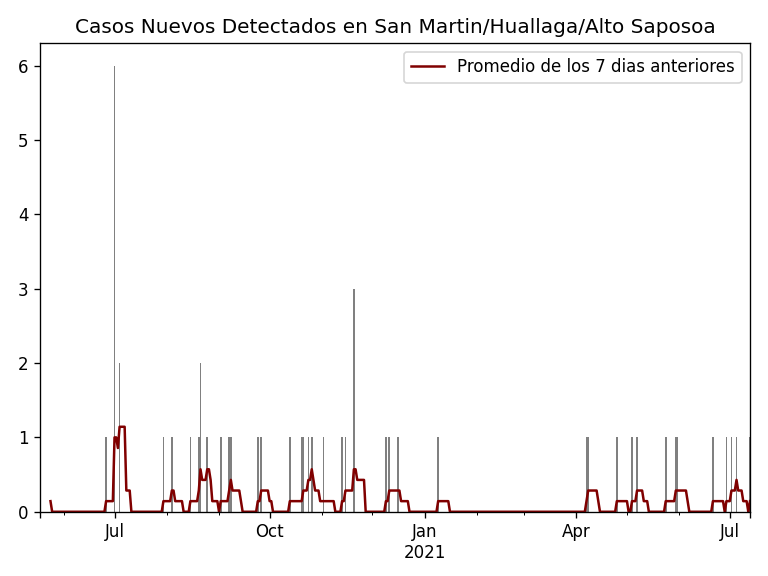 Casos Nuevos Detectados en San Martin/Huallaga/Alto Saposoa
Promedio de los 7 dias anteriores
6
5
4
3
2
1
0
Jul
Oct
Jan
Apr
Jul
2021